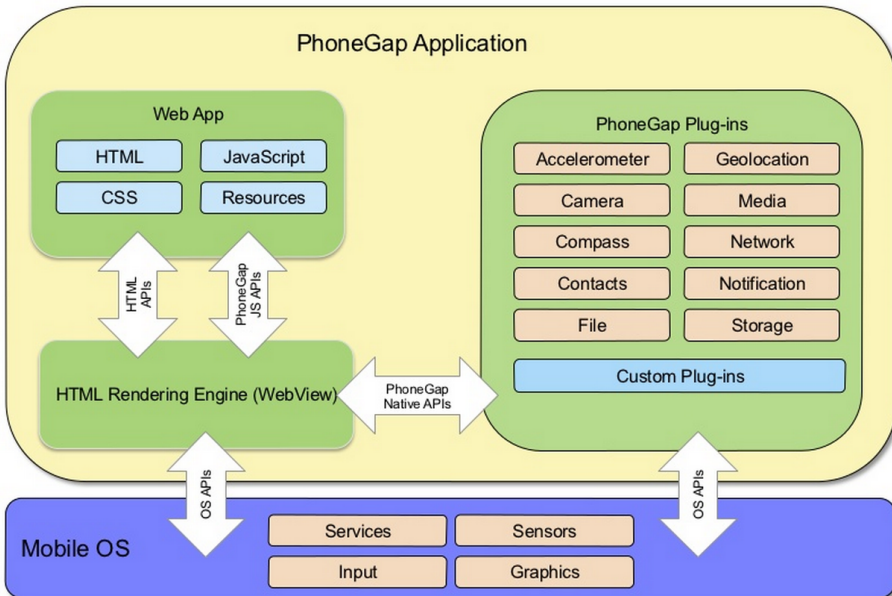 PhoneGap Application
Web App
HTML
JavaScript
CSS
Resources
HTML
APIs
PhoneGap
JS APIs
HTML Rendering Engine (WebView)
PhoneGap
Native APIs
PhoneGap Plug-ins
Accelerometer
Geolocation
Camera
Media
Compass
Network
Contacts
Notification
File
Storage
Custom Plug-ins
OS APIs
OS APIs
Mobile OS
Services
Sensors
Input
Graphics